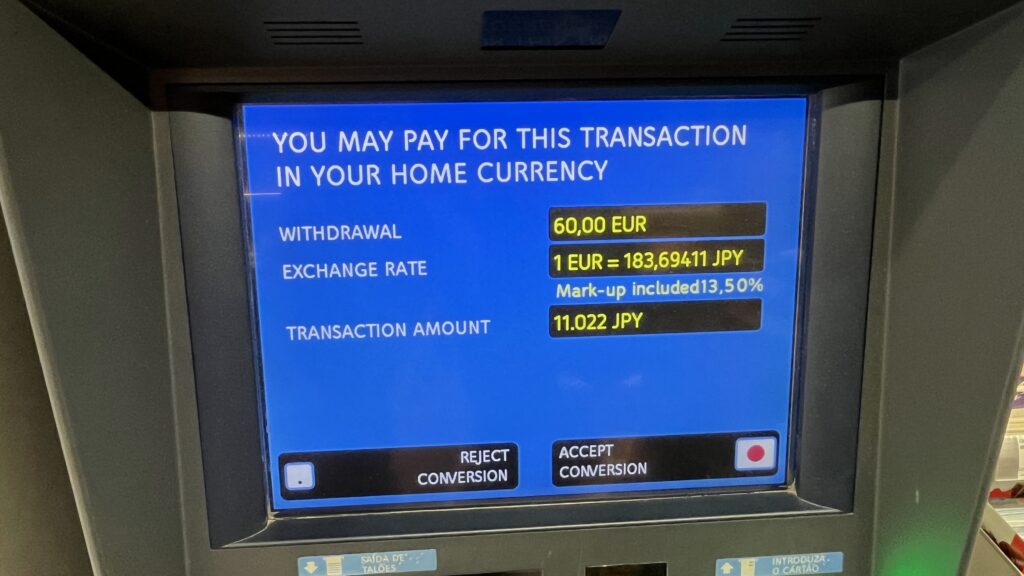 YOU MAY PAY FOR THIS TRANSACTION
IN YOUR HOME CURRENCY
WITHDRAWAL 60,00 EUR
EXCHANGE RATE 1 EUR = 183,69411 JPY
Mark-up included13,50%
TRANSACTION AMOUNT 11.022 JPY
REJECT
CONVERSION
ACCEPT
CONVERSION
SAÍDA DE
TALÕES
INTRODUZA
O CARTÃO